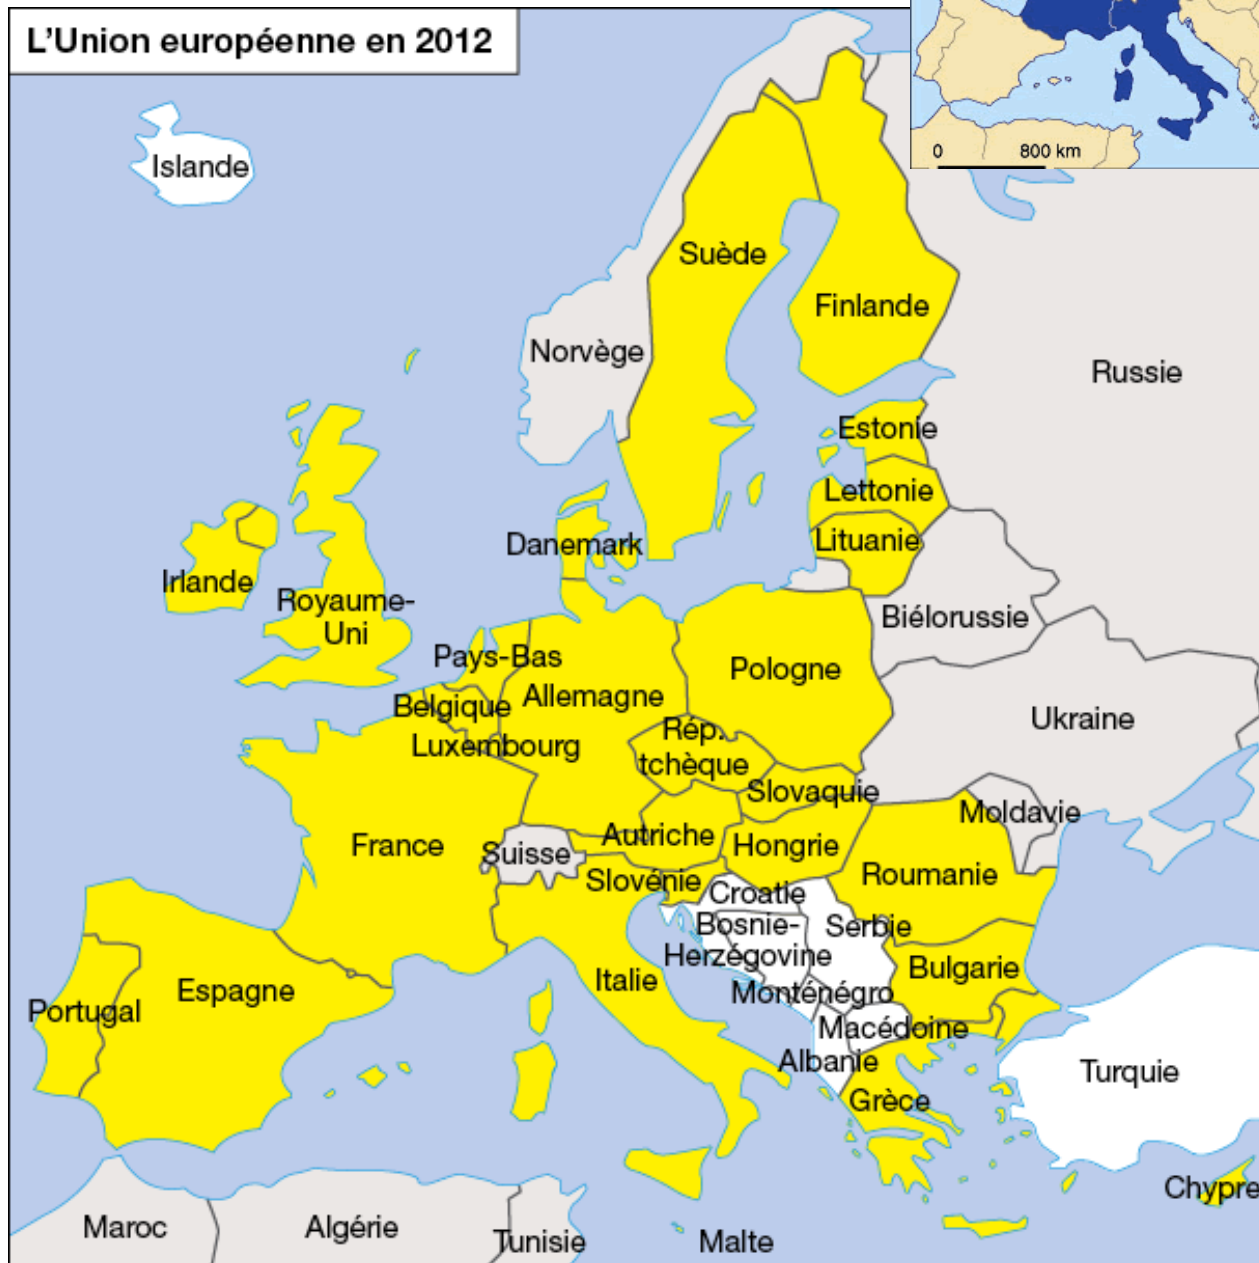 L'Union européenne en 2012
0 800 km
Islande
Suède
Finlande
Norvège
Russie
Estonie
Lettonie
Danemark
Lituanie
Irlande
Royaume-
Uni
Biélorussie
Pays-Bas
Pologne
Allemagne
Belgique
Ukraine
Rép.
tchèque
Luxembourg
Slovaquie
Moldavie
Autriche
France
Hongrie
Suisse
Roumanie
Slovénie
Croatie
Bosnie-
Herzégovine
Serbie
Bulgarie
Italie
Espagne
Monténégro
Portugal
Macédoine
Albanie
Turquie
Grèce
Chypre
Maroc
Algérie
Tunisie
Malte